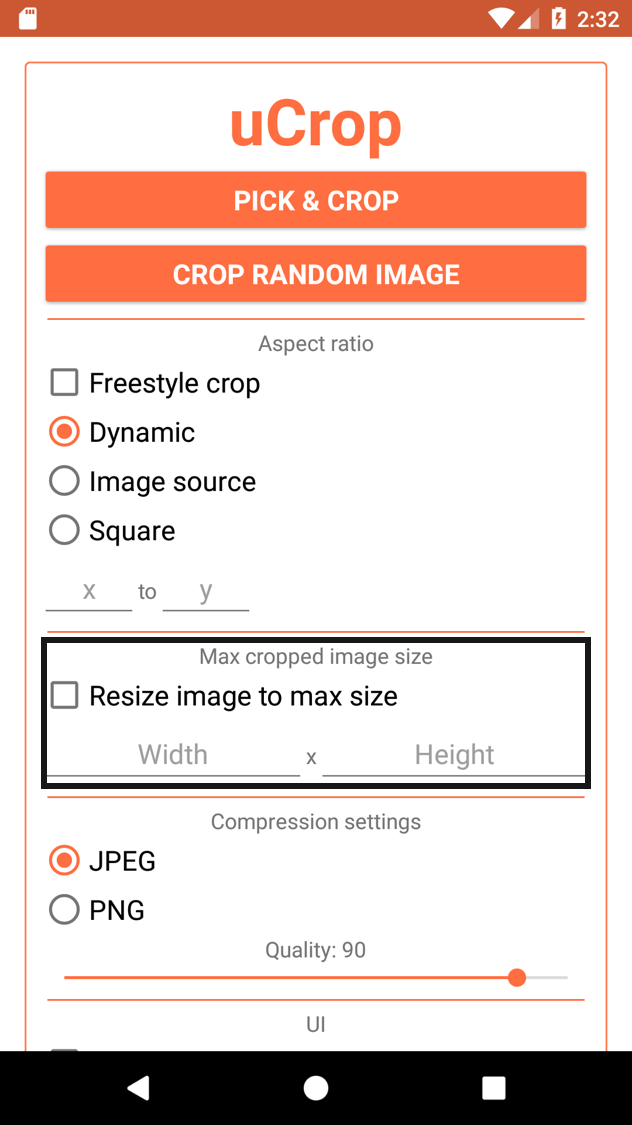 2:32
uCrop
PICK & CROP
CROP RANDOM IMAGE
Aspect ratio
Freestyle crop
Dynamic
Image source
Square
x to y
Max cropped image size
Resize image to max size
Width x Height
Compression settings
JPEG
PNG
Quality: 90
UI